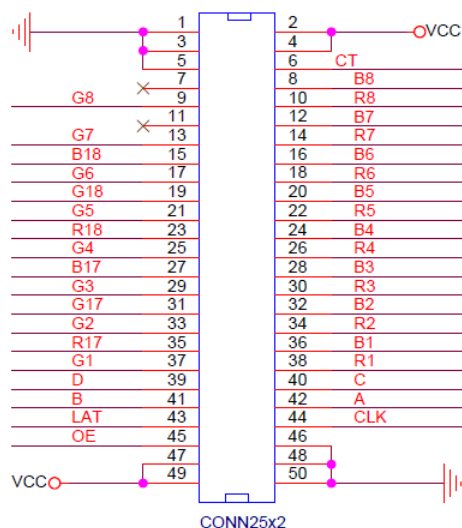 1 2 VCC
3 4
5 6 CT
7 8 B8
G8 9 10 R8
11 12 B7
G7 13 14 R7
B18 15 16 B6
G6 17 18 R6
G18 19 20 B5
G5 21 22 R5
R18 23 24 B4
G4 25 26 R4
B17 27 28 B3
G3 29 30 R3
G17 31 32 B2
G2 33 34 R2
R17 35 36 B1
G1 37 38 R1
D 39 40 C
B 41 42 A
LAT 43 44 CLK
OE 45 46
47 48
VCC 49 50
CONN25x2